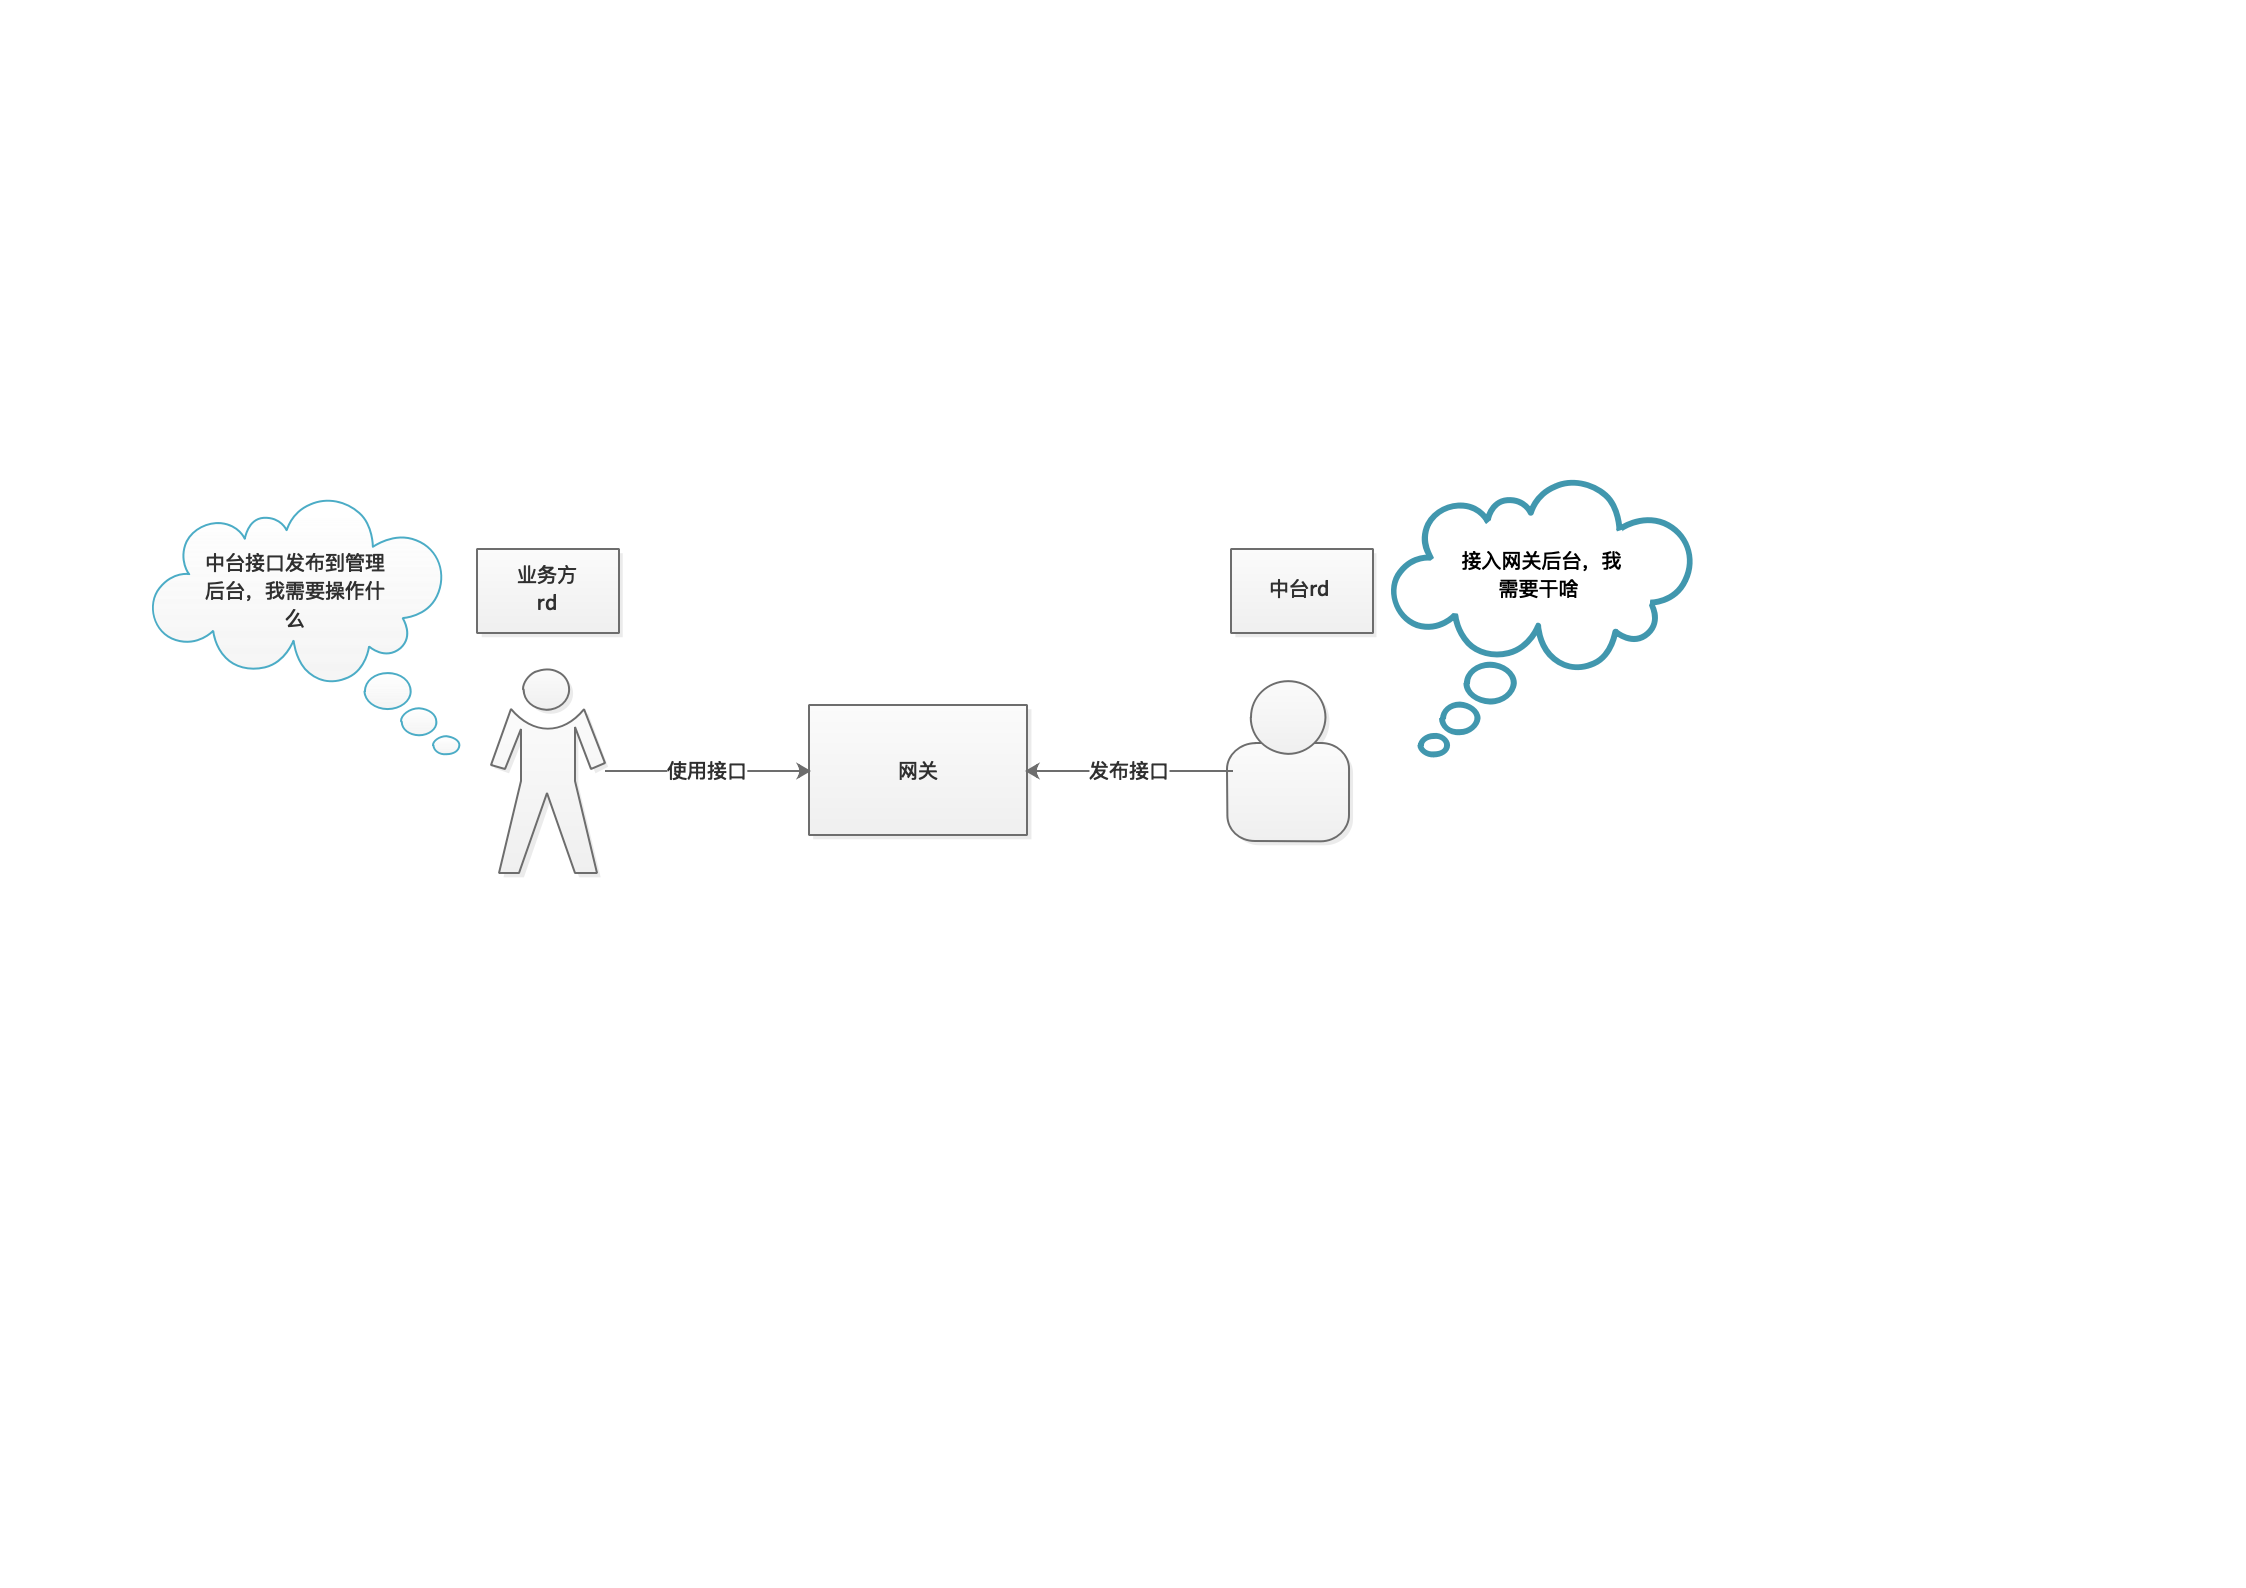 中台接口发布到管理
后台，我需要操作什
么
业务方
rd
中台rd
接入网关后台，我
需要干啥
使用接口
网关
发布接口